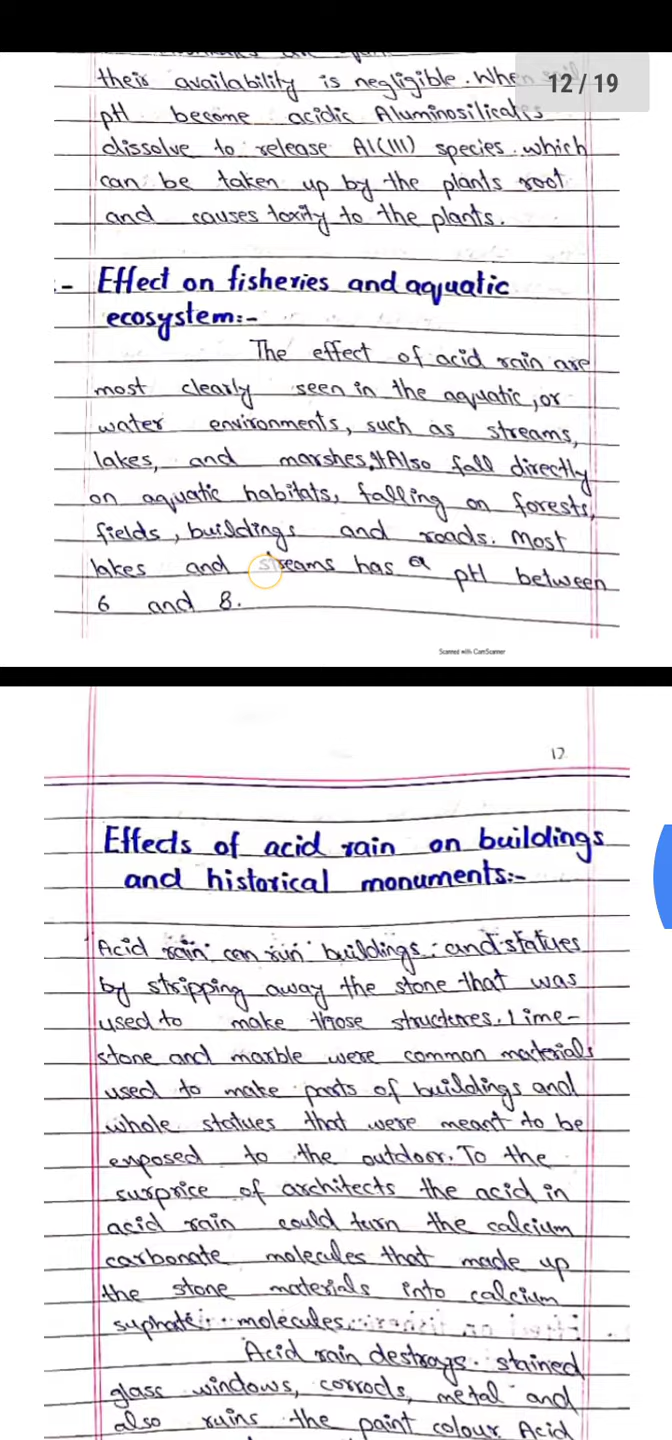 their availability is negligible. When soil
12 / 19
pH become acidic Aluminosilicates
dissolve to release Al(III) species which
can be taken up by the plants root
and causes toxity to the plants.
:- Effect on fisheries and aquatic
ecosystem:-
The effect of acid rain are
most clearly seen in the aquatic, or
water environments, such as streams,
lakes, and marshes. It Also fall directly
on aquatic habitats, falling on forests,
fields, buildings and roads. Most
lakes and streams has a pH between
6 and 8.
Scanned with CamScanner
12
Effects of acid rain on buildings
and historical monuments:-
Acid rain can ruin buildings and statues
by stripping away the stone that was
used to make those structures. Lime-
stone and marble were common materials
used to make parts of buildings and
whole statues that were meant to be
exposed to the outdoor. To the
surprice of architects the acid in
acid rain could turn the calcium
carbonate molecules that made up
the stone materials into calcium
suphate molecules.
Acid rain destrays stained
glass windows, corrods, metal and
also ruins the paint colour Acid